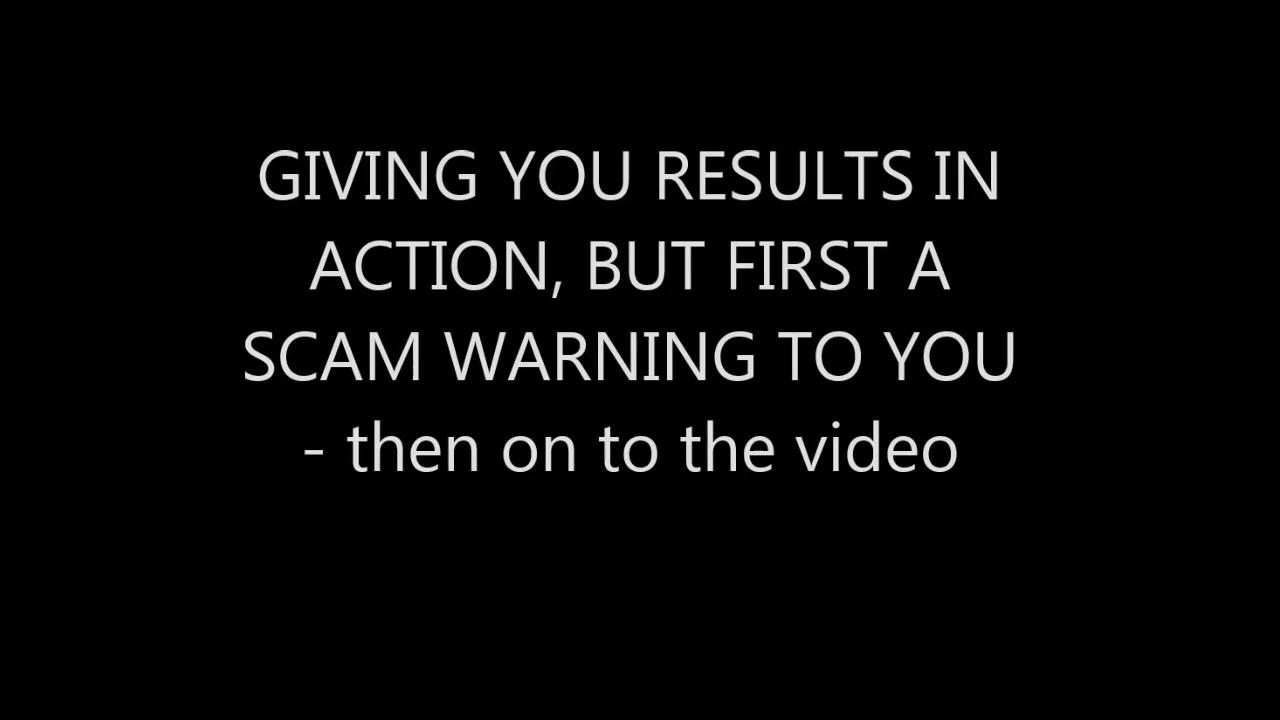 GIVING YOU RESULTS IN
ACTION, BUT FIRST A
SCAM WARNING TO YOU
- then on to the video